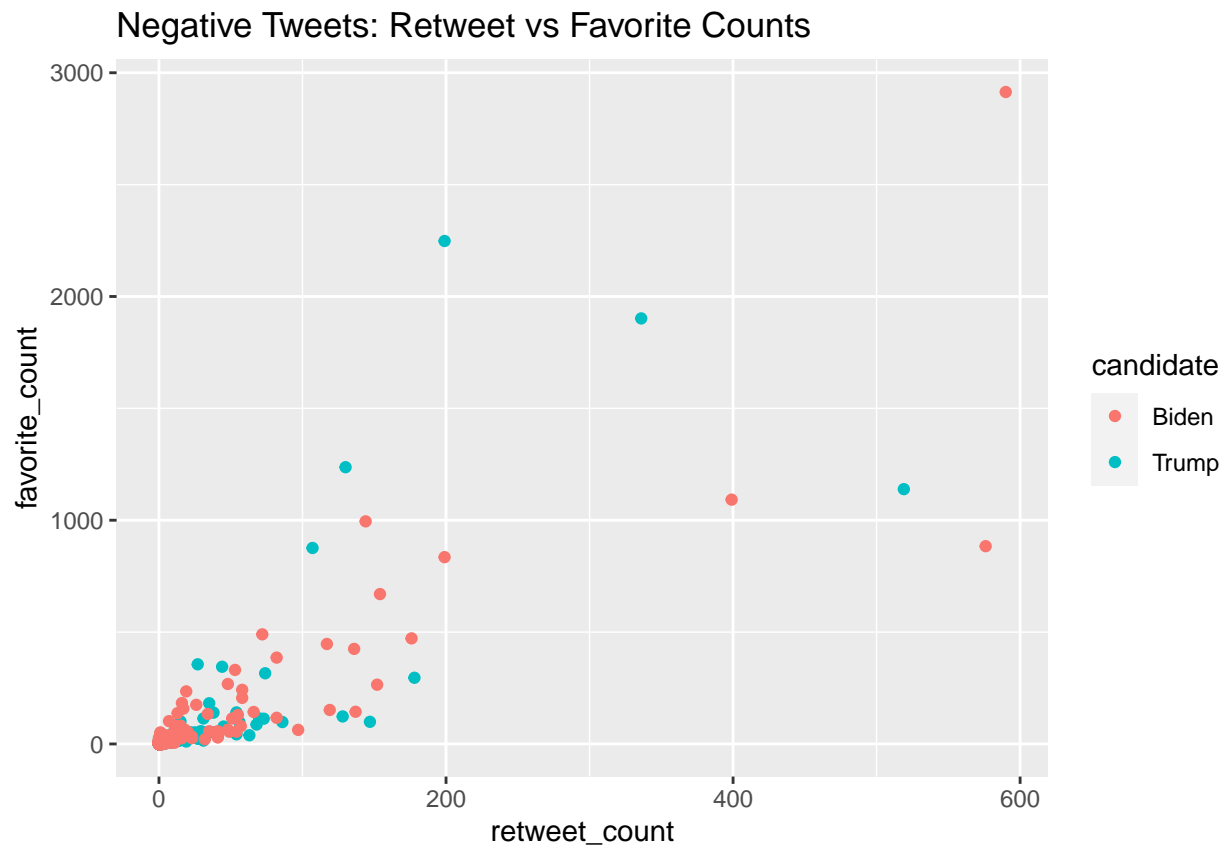 Negative Tweets: Retweet vs Favorite Counts
3000
2000
1000
0
favorite_count
0 200 400 600
retweet_count
candidate
Biden
Trump